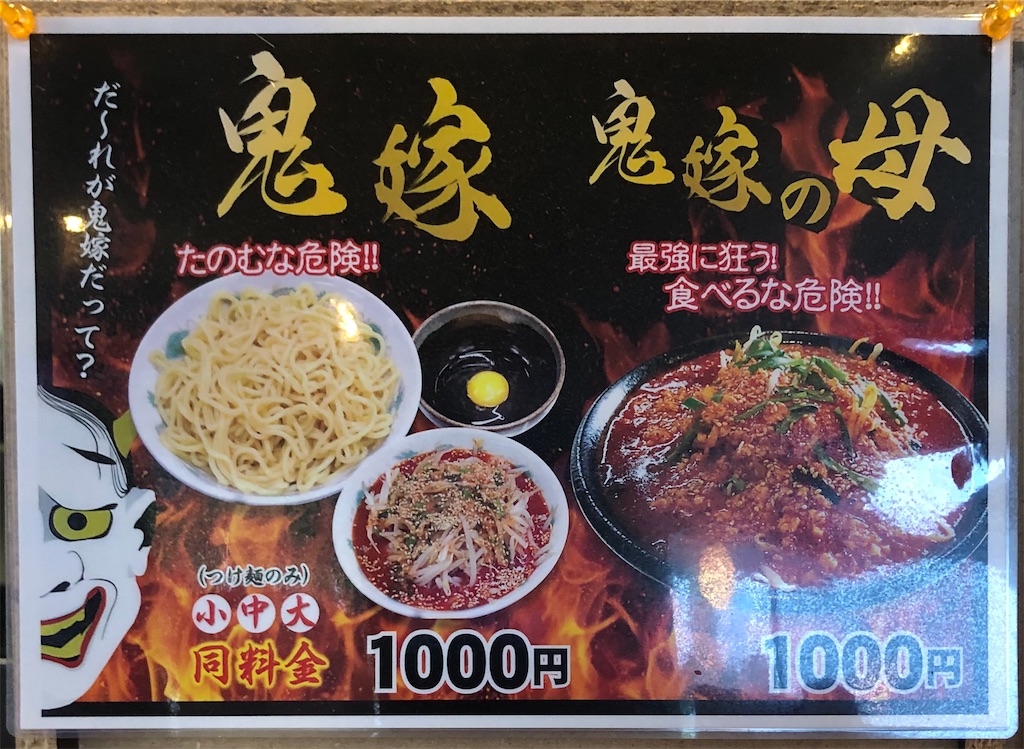 だ～れが鬼嫁だって？
鬼嫁
たのむな危険!!
(つけ麺のみ)
小中大
同料金
1000円
鬼嫁の母
最強に狂う!
食べるな危険!!
1000円